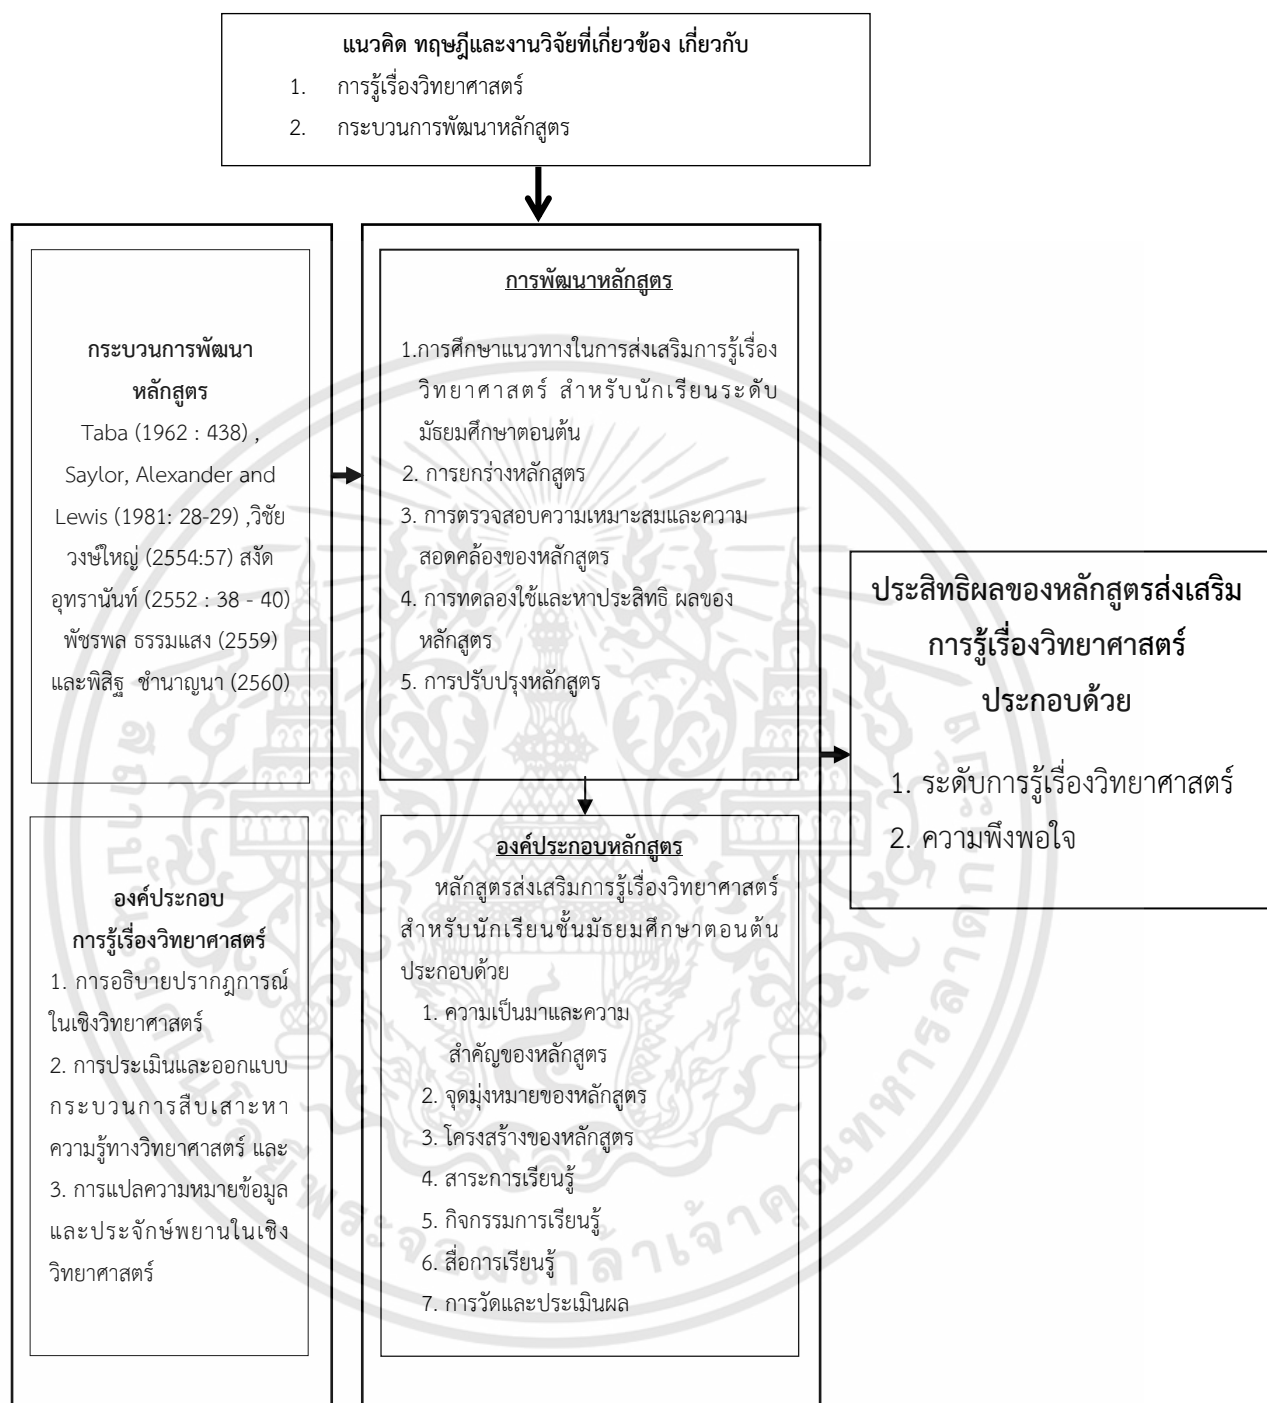 แนวคิด ทฤษฎีและงานวิจัยที่เกี่ยวข้อง เกี่ยวกับ
1. การรู้เรื่องวิทยาศาสตร์
2. กระบวนการพัฒนาหลักสูตร
กระบวนการพัฒนา
หลักสูตร
Taba (1962 : 438) ,
Saylor, Alexander and
Lewis (1981: 28-29) ,วิชัย
วงษ์ใหญ่ (2554:57) สงัด
อุทรานันท์ (2552 : 38 - 40)
พัชรพล ธรรมแสง (2559)
และพิสิฐ ชำนาญนา (2560)
องค์ประกอบ
การรู้เรื่องวิทยาศาสตร์
1. การอธิบายปรากฏการณ์
ในเชิงวิทยาศาสตร์
2. การประเมินและออกแบบ
กระบวนการสืบเสาะหา
ความรู้ทางวิทยาศาสตร์ และ
3. การแปลความหมายข้อมูล
และประจักษ์พยานในเชิง
วิทยาศาสตร์
การพัฒนาหลักสูตร
1.การศึกษาแนวทางในการส่งเสริมการรู้เรื่อง
วิทยาศาสตร์ สำหรับนักเรียนระดับ
มัธยมศึกษาตอนต้น
2. การยกร่างหลักสูตร
3. การตรวจสอบความเหมาะสมและความ
สอดคล้องของหลักสูตร
4. การทดลองใช้และหาประสิทธิ ผลของ
หลักสูตร
5. การปรับปรุงหลักสูตร
องค์ประกอบหลักสูตร
หลักสูตรส่งเสริมการรู้เรื่องวิทยาศาสตร์
สำหรับนักเรียนชั้นมัธยมศึกษาตอนต้น
ประกอบด้วย
1. ความเป็นมาและความ
สำคัญของหลักสูตร
2. จุดมุ่งหมายของหลักสูตร
3. โครงสร้างของหลักสูตร
4. สาระการเรียนรู้
5. กิจกรรมการเรียนรู้
6. สื่อการเรียนรู้
7. การวัดและประเมินผล
ประสิทธิผลของหลักสูตรส่งเสริม
การรู้เรื่องวิทยาศาสตร์
ประกอบด้วย
1. ระดับการรู้เรื่องวิทยาศาสตร์
2. ความพึงพอใจ
สถาบันเทคโนโลยีพระจอมเกล้าเจ้าคุณทหารลาดกระบัง